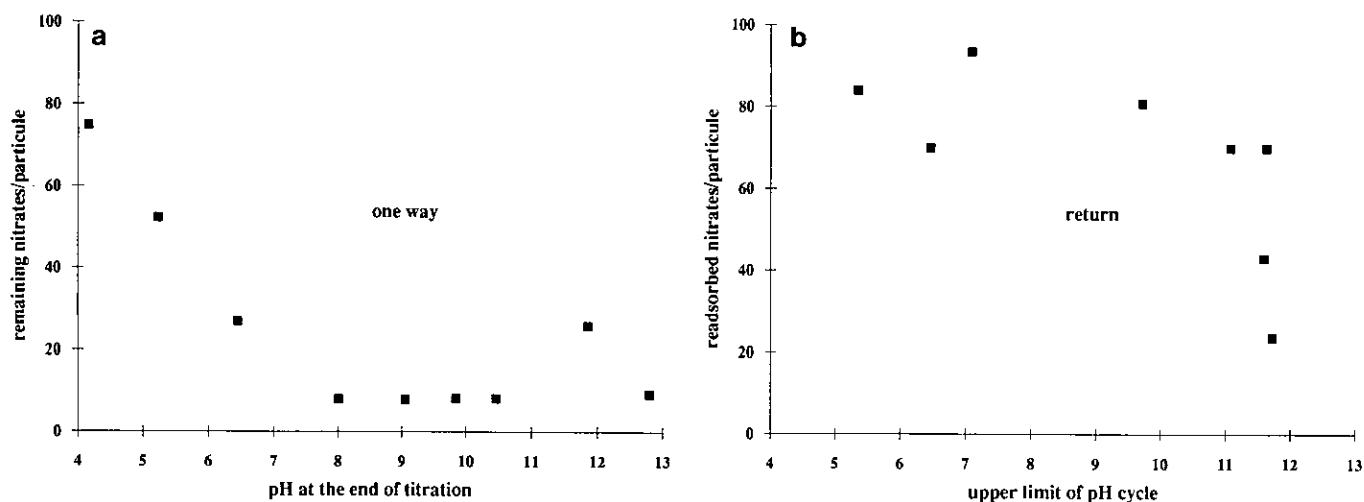 a
remaining nitrates/particule
100
80
60
40
20
0
one way
4 5 6 7 8 9 10 11 12 13
pH at the end of titration
b
readsorbed nitrates/particule
100
80
60
40
20
0
return
4 5 6 7 8 9 10 11 12 13
upper limit of pH cycle